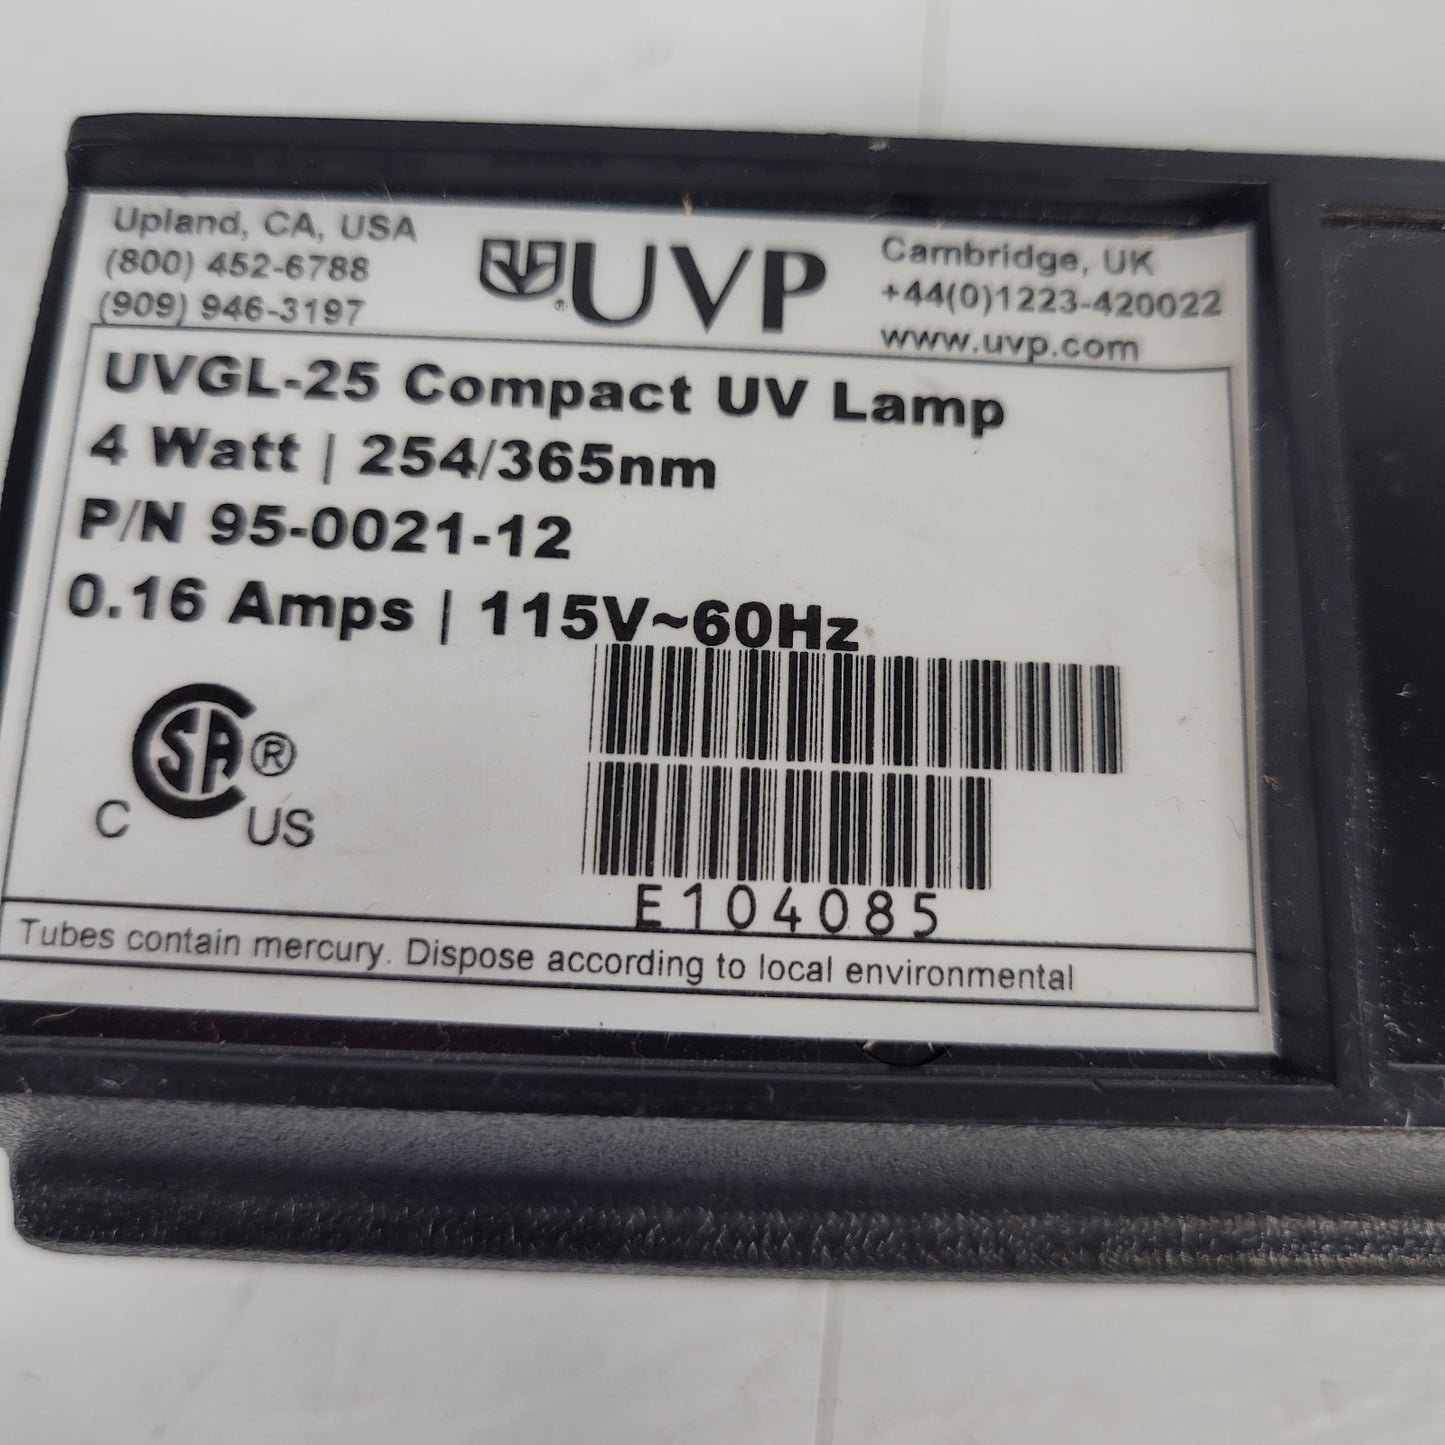 Upland, CA, USA
(800) 452-6788
(909) 946-3197
® UVP
Cambridge, UK
+44(0)1223-420022
www.uvp.com
UVGL-25 Compact UV Lamp
4 Watt | 254/365nm
P/N 95-0021-12
0.16 Amps | 115V~60Hz
CSA ®
C US
E104085
Tubes contain mercury. Dispose according to local environmental